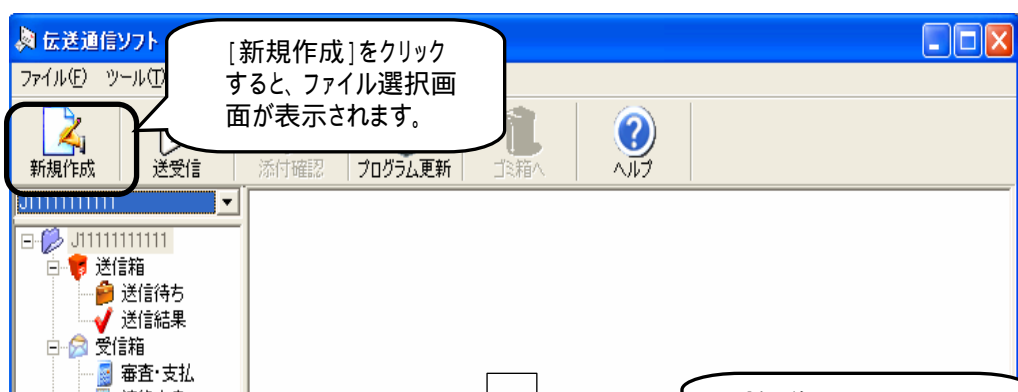 伝送通信ソフト
[新規作成]をクリック
すると、ファイル選択画
面が表示されます。
ファイル(F) ツール(T)
新規作成
送受信
添付確認
プログラム更新
ゴミ箱へ
ヘルプ
J11111111111
J11111111111
送信箱
送信待ち
送信結果
受信箱
審査・支払